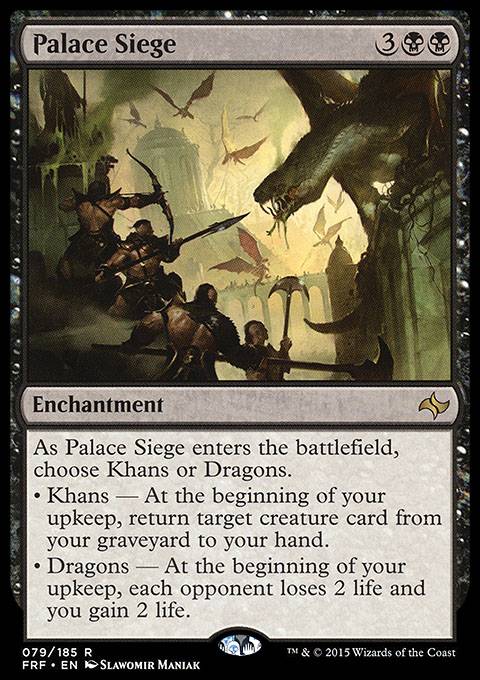 Palace Siege 3
Enchantment
As Palace Siege enters the battlefield,
choose Khans or Dragons.
• Khans — At the beginning of your
upkeep, return target creature card from
your graveyard to your hand.
• Dragons — At the beginning of your
upkeep, each opponent loses 2 life and
you gain 2 life.
079/185 R
FRF • EN Slawomir Maniak ™ & © 2015 Wizards of the Coast